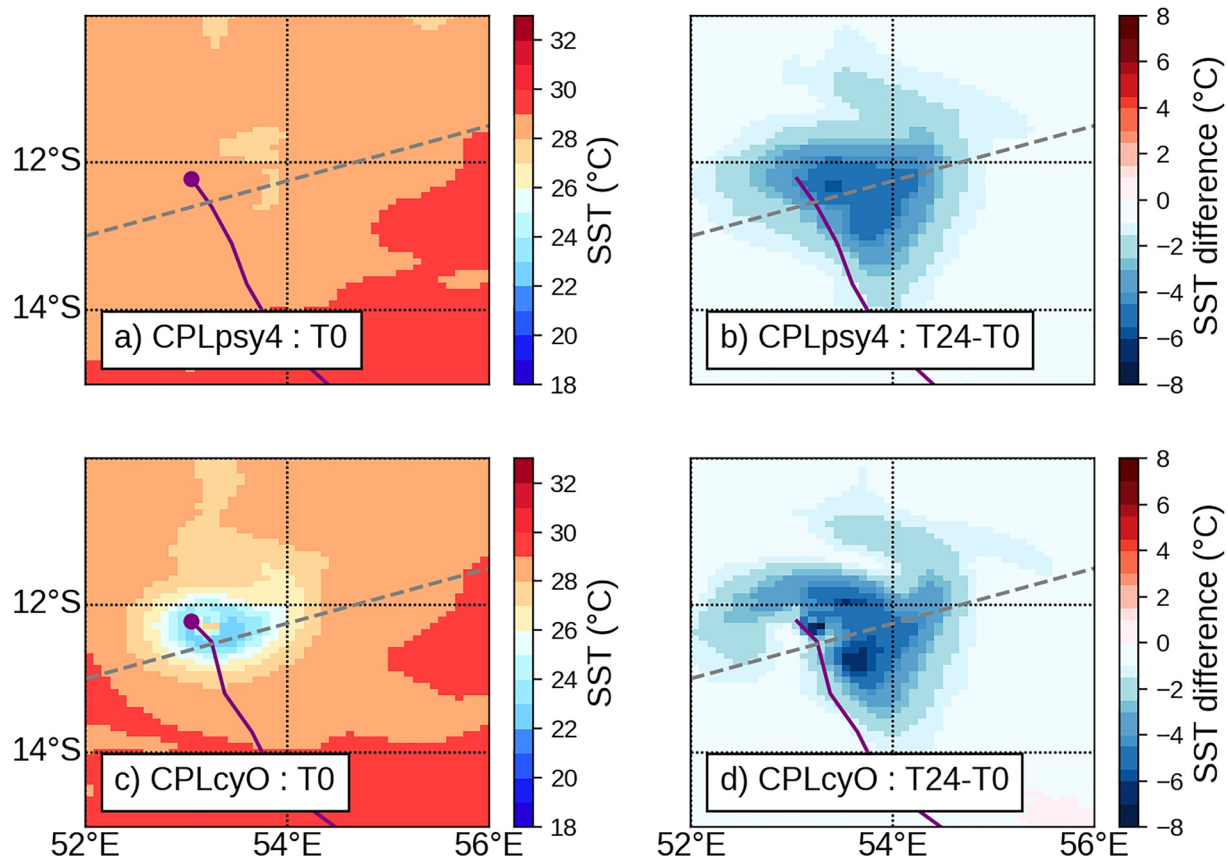 32
30
28
26
24
22
20
18
SST (°C)
12°S
14°S
a) CPLpsy4 : T0
8
6
4
2
0
−2
−4
−6
−8
SST difference (°C)
b) CPLpsy4 : T24-T0
32
30
28
26
24
22
20
18
SST (°C)
12°S
14°S
c) CPLcyO : T0
52°E
54°E
56°E
8
6
4
2
0
−2
−4
−6
−8
SST difference (°C)
d) CPLcyO : T24-T0
52°E
54°E
56°E